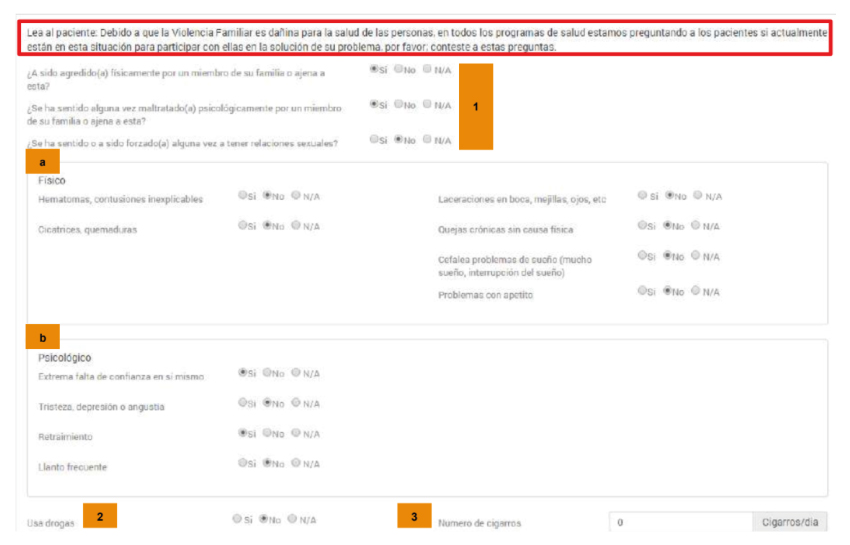 Lea al paciente: Debido a que la Violencia Familiar es dañina para la salud de las personas, en todos los programas de salud estamos preguntando a los pacientes si actualmente
están en esta situación para participar con ellas en la solución de su problema, por favor; conteste a estas preguntas.
¿A sido agredido(a) físicamente por un miembro de su familia o ajena a
esta?
Sí No N/A
¿Se ha sentido alguna vez maltratado(a) psicológicamente por un miembro
de su familia o ajena a esta?
Sí No N/A
1
¿Se ha sentido o a sido forzado(a) alguna vez a tener relaciones sexuales?
Sí No N/A
a
Físico
Hematomas, contusiones inexplicables Sí No N/A
Laceraciones en boca, mejillas, ojos, etc Sí No N/A
Cicatrices, quemaduras Sí No N/A
Quejas crónicas sin causa física Sí No N/A
Cefalea problemas de sueño (mucho
sueño, interrupción del sueño)
Sí No N/A
Problemas con apetito Sí No N/A
b
Psicológico
Extrema falta de confianza en sí mismo Sí No N/A
Tristeza, depresión o angustia Sí No N/A
Retraimiento Sí No N/A
Llanto frecuente Sí No N/A
Usa drogas 2 Sí No N/A
3 Numero de cigarros 0 Cigarros/día